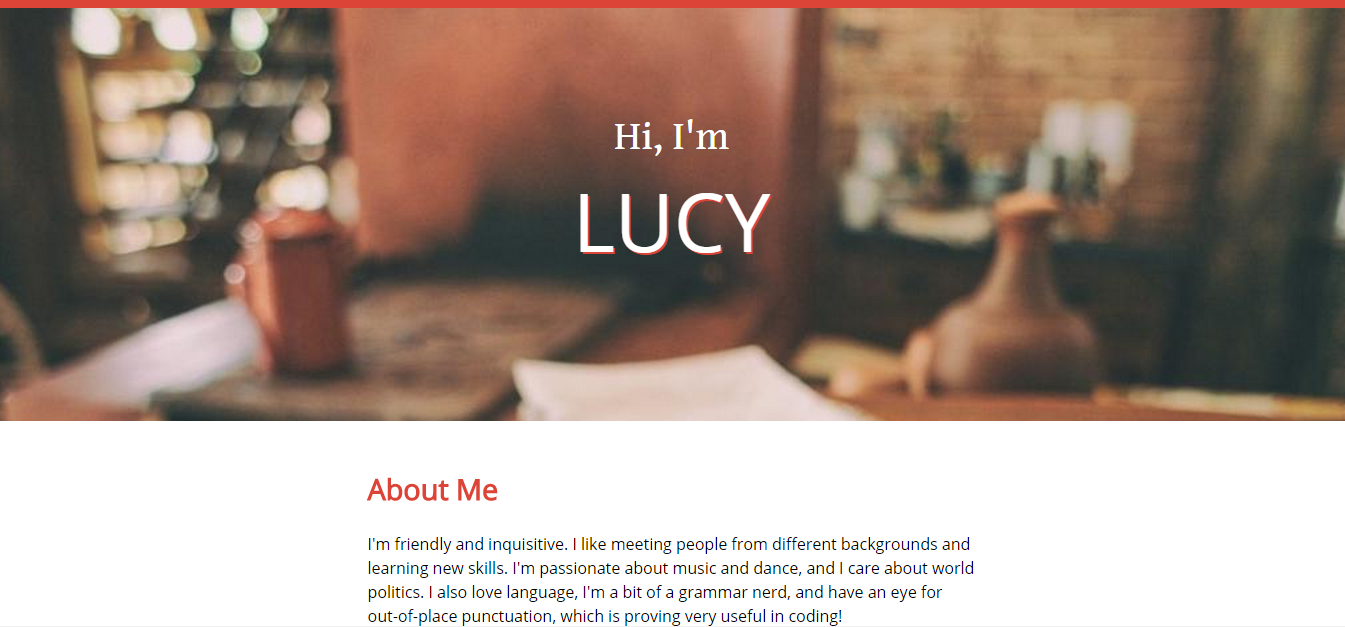 Hi, I'm
LUCY
About Me
I'm friendly and inquisitive. I like meeting people from different backgrounds and
learning new skills. I'm passionate about music and dance, and I care about world
politics. I also love language, I'm a bit of a grammar nerd, and have an eye for
out-of-place punctuation, which is proving very useful in coding!